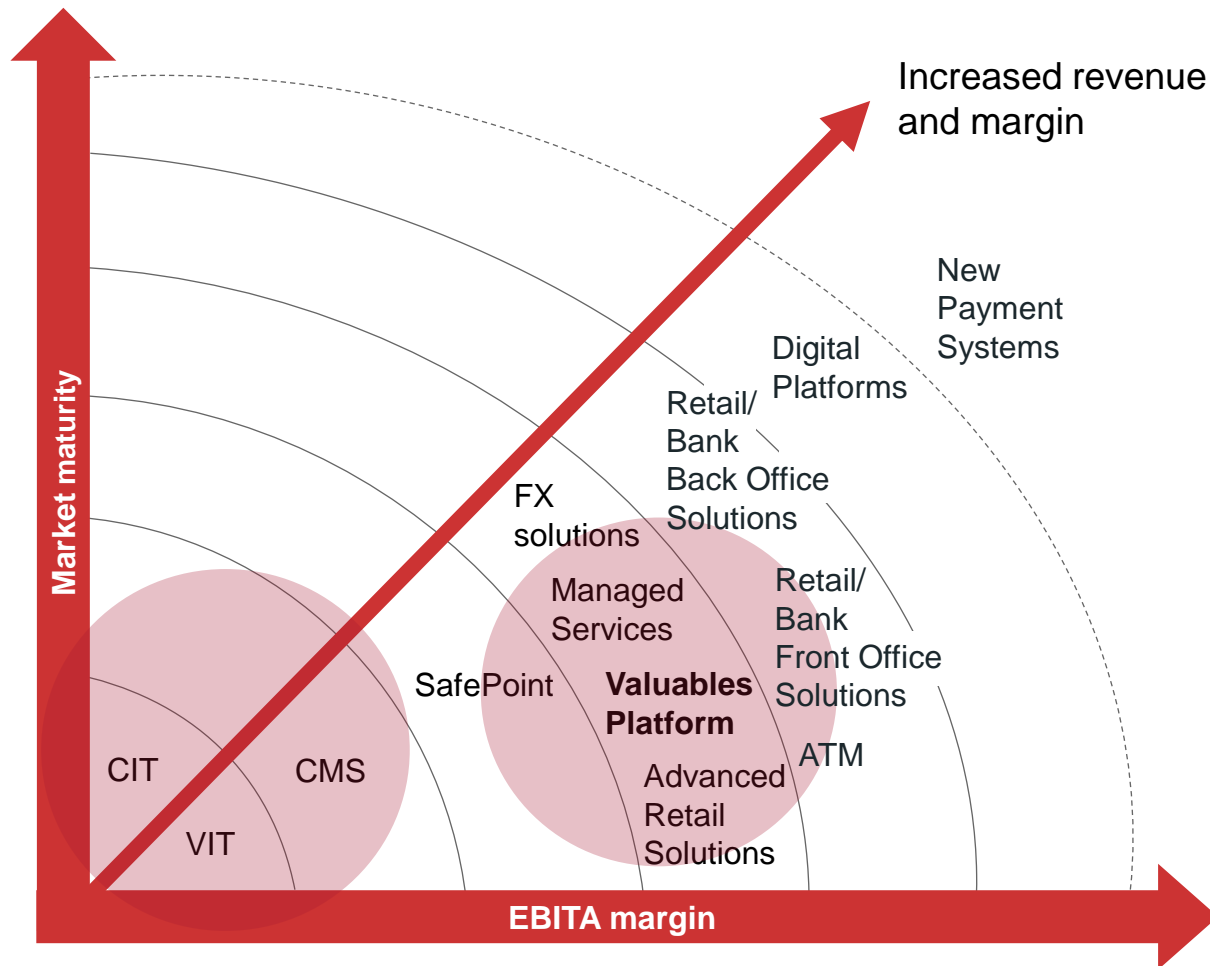 Increased revenue
and margin
New
Payment
Systems
Digital
Platforms
Retail/
Bank
Back Office
Solutions
FX
solutions
Managed
Services
Retail/
Bank
Front Office
Solutions
SafePoint
Valuables
Platform
ATM
Advanced
Retail
Solutions
CIT
CMS
VIT
Market maturity
EBITA margin